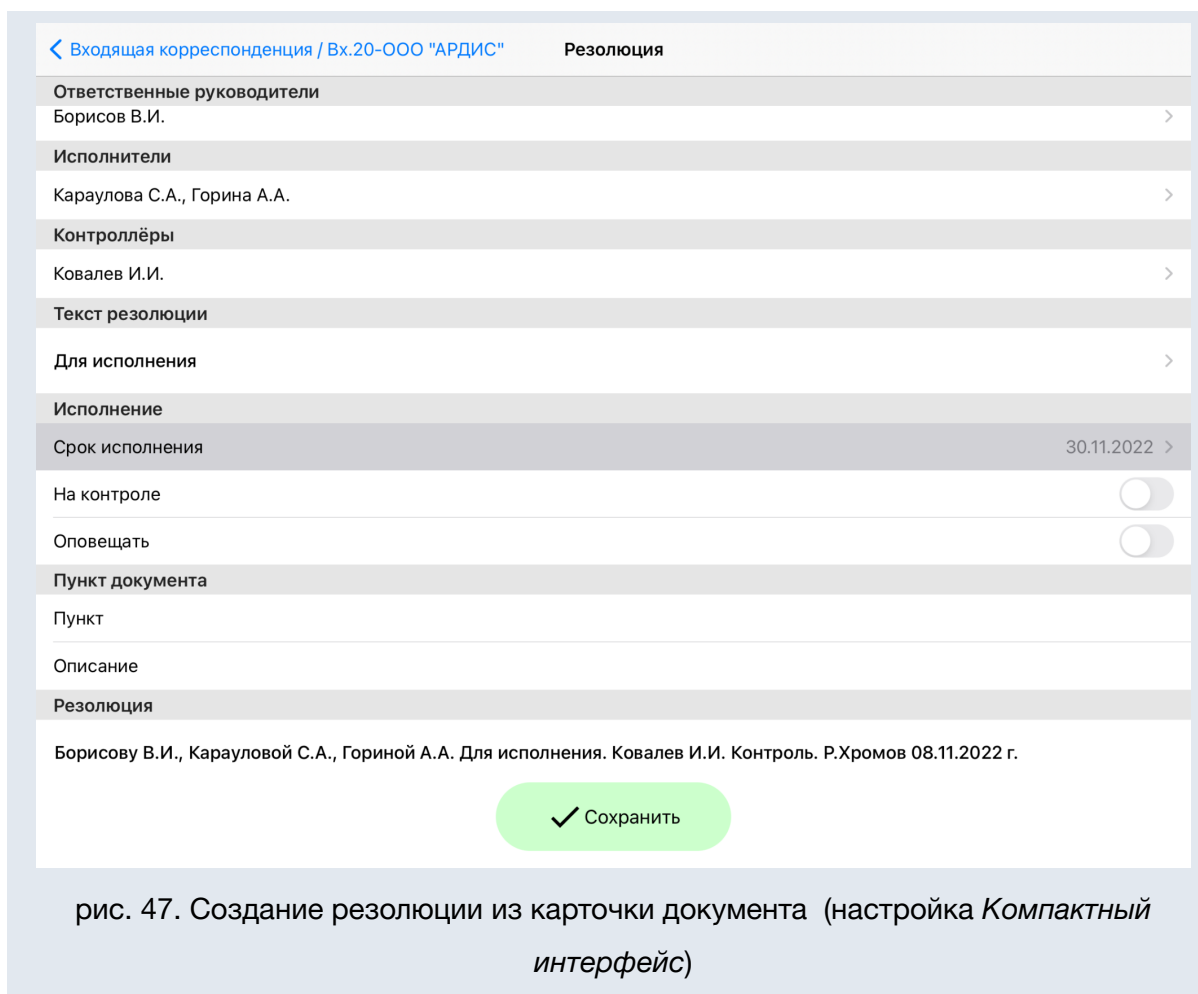 Входящая корреспонденция / Вх.20-ООО "АРДИС" Резолюция
Ответственные руководители
Борисов В.И.
Исполнители
Караулова С.А., Горина А.А.
Контроллёры
Ковалев И.И.
Текст резолюции
Для исполнения
Исполнение
Срок исполнения 30.11.2022
На контроле
Оповещать
Пункт документа
Пункт
Описание
Резолюция
Борисову В.И., Карауловой С.А., Гориной А.А. Для исполнения. Ковалев И.И. Контроль. Р.Хромов 08.11.2022 г.
Сохранить
рис. 47. Создание резолюции из карточки документа (настройка Компактный
интерфейс)